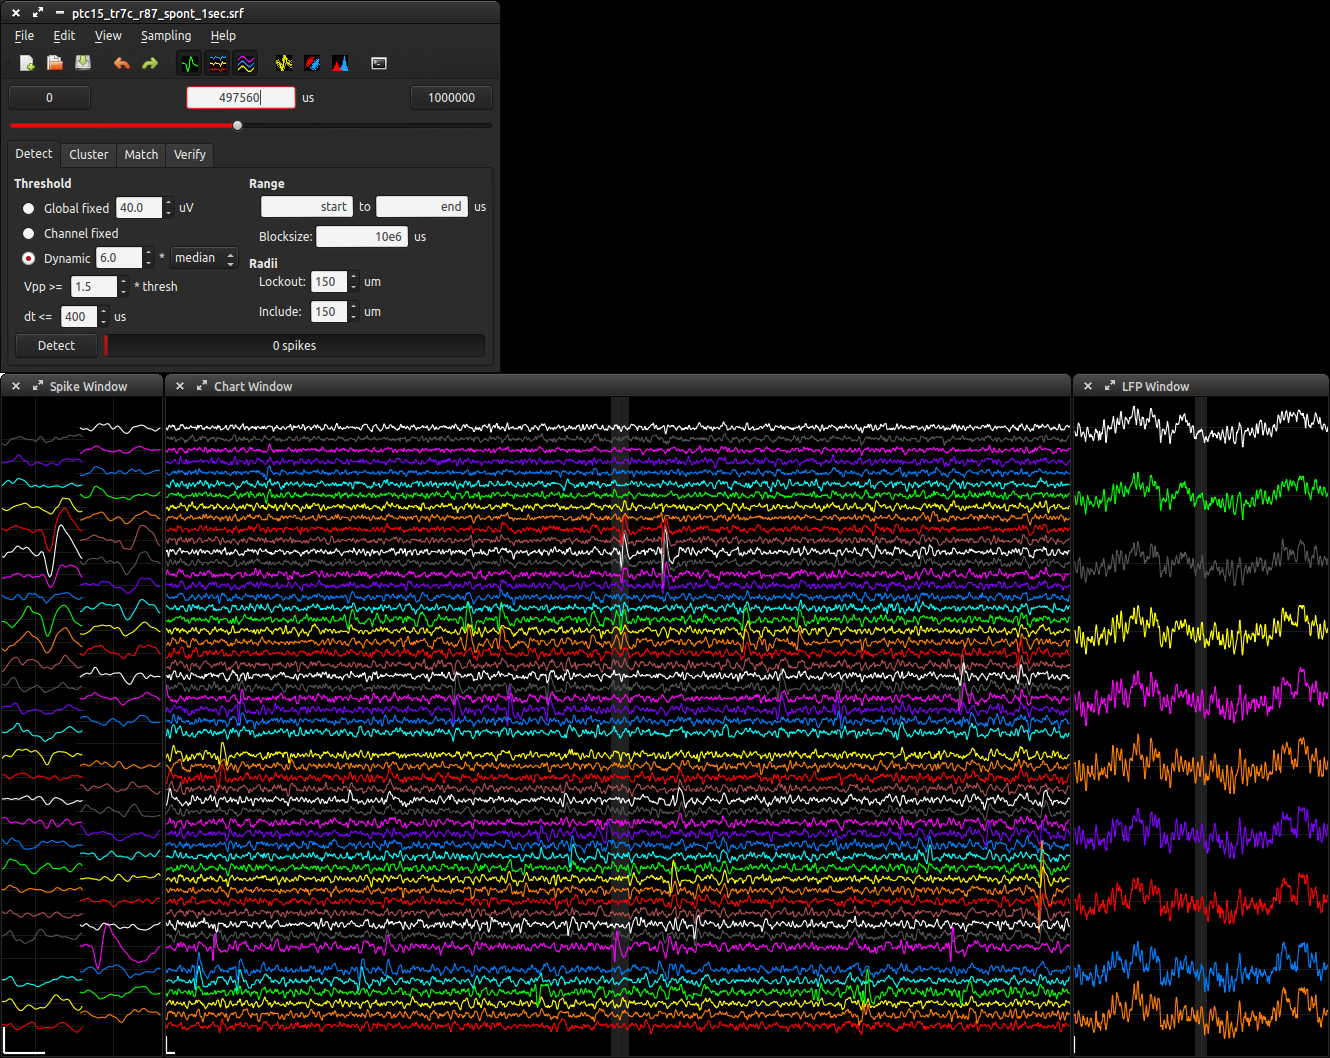 ptc15_tr7c_r87_spont_1sec.srf
File Edit View Sampling Help
0 497560 us 1000000
Detect Cluster Match Verify
Threshold Range
Global fixed 40.0 uV start to end us
Channel fixed
Blocksize: 10e6 us
Dynamic 6.0 * median
Radii
Lockout: 150 um
Vpp >= 1.5 * thresh
Include: 150 um
dt <= 400 us
Detect 0 spikes
Spike Window Chart Window LFP Window